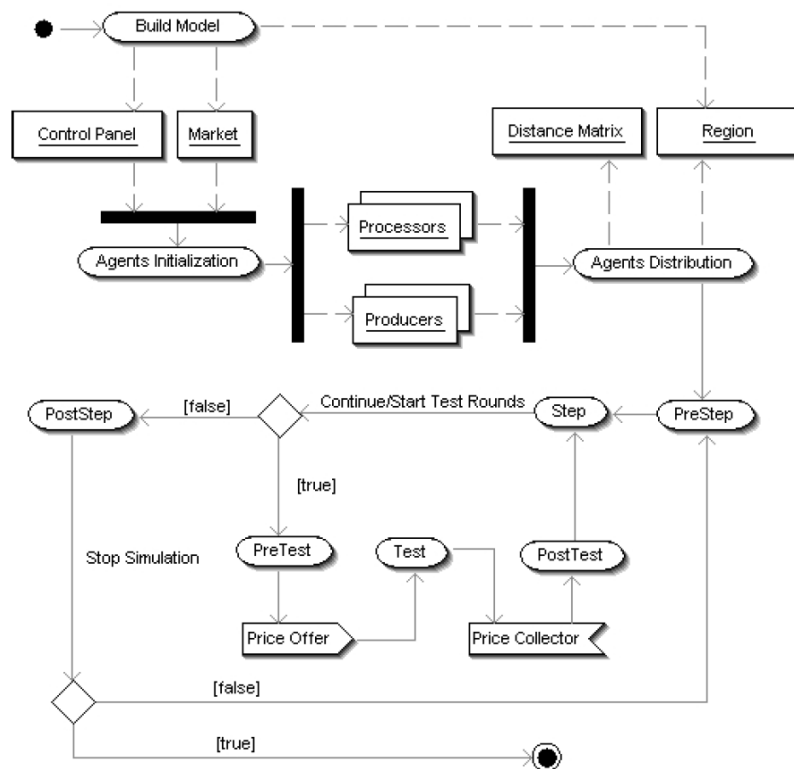 Build Model
Control Panel
Market
Distance Matrix
Region
Processors
Agents Initialization
Agents Distribution
Producers
PostStep
[false]
Continue/Start Test Rounds
Step
PreStep
[true]
Stop Simulation
PreTest
Test
PostTest
Price Offer
Price Collector
[false]
[true]